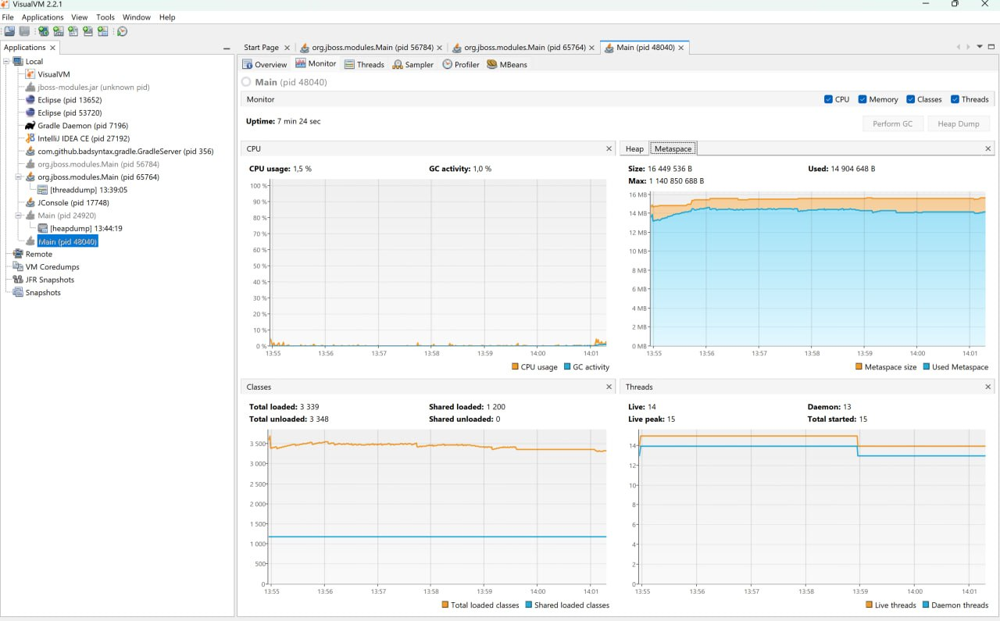 VisualVM 2.2.1
File Applications View Tools Window Help
Applications
Local
VisualVM
jboss-modules.jar (unknown pid)
Eclipse (pid 13652)
Eclipse (pid 53720)
Gradle Daemon (pid 7196)
IntelliJ IDEA CE (pid 27192)
com.github.badsyntax.gradle.GradleServer (pid 356)
org.jboss.modules.Main (pid 56784)
org.jboss.modules.Main (pid 65764)
[threaddump] 13:39:05
JConsole (pid 17748)
Main (pid 24920)
[heapdump] 13:44:19
Main (pid 48040)
Remote
VM Coredumps
JFR Snapshots
Snapshots
Start Page org.jboss.modules.Main (pid 56784) org.jboss.modules.Main (pid 65764) Main (pid 48040)
Overview Monitor Threads Sampler Profiler MBeans
Main (pid 48040)
Monitor CPU Memory Classes Threads
Uptime: 7 min 24 sec Perform GC Heap Dump
CPU
CPU usage: 1,5 % GC activity: 1,0 %
100 %
90 %
80 %
70 %
60 %
50 %
40 %
30 %
20 %
10 %
0 %
13:55 13:56 13:57 13:58 13:59 14:00 14:01
CPU usage GC activity
Heap Metaspace
Size: 16 449 536 B Used: 14 904 648 B
Max: 1 140 850 688 B
16 MB
14 MB
12 MB
10 MB
8 MB
6 MB
4 MB
2 MB
0 MB
13:55 13:56 13:57 13:58 13:59 14:00 14:01
Metaspace size Used Metaspace
Classes
Total loaded: 3 339 Shared loaded: 1 200
Total unloaded: 3 348 Shared unloaded: 0
3 500
3 000
2 500
2 000
1 500
1 000
500
0
13:55 13:56 13:57 13:58 13:59 14:00 14:01
Total loaded classes Shared loaded classes
Threads
Live: 14 Daemon: 13
Live peak: 15 Total started: 15
14
12
10
8
6
4
2
0
13:55 13:56 13:57 13:58 13:59 14:00 14:01
Live threads Daemon threads